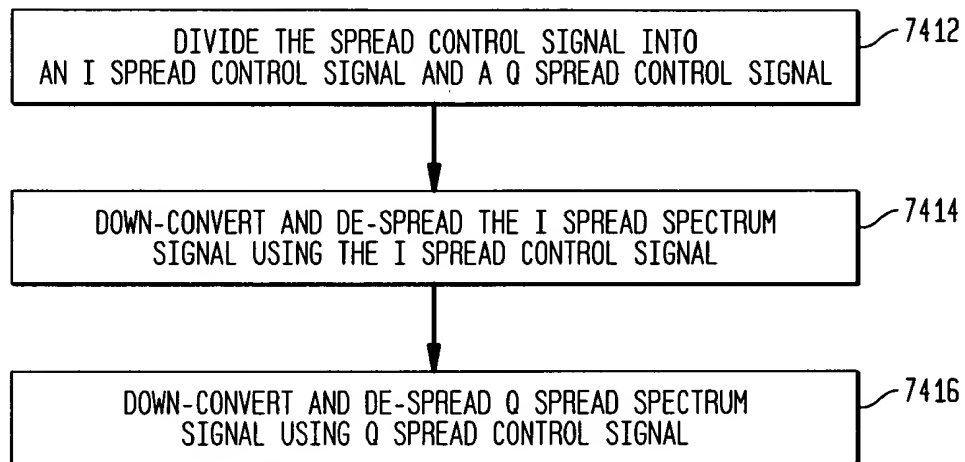 DIVIDE THE SPREAD CONTROL SIGNAL INTO
AN I SPREAD CONTROL SIGNAL AND A Q SPREAD CONTROL SIGNAL
7412
DOWN-CONVERT AND DE-SPREAD THE I SPREAD SPECTRUM
SIGNAL USING THE I SPREAD CONTROL SIGNAL
7414
DOWN-CONVERT AND DE-SPREAD Q SPREAD SPECTRUM
SIGNAL USING Q SPREAD CONTROL SIGNAL
7416